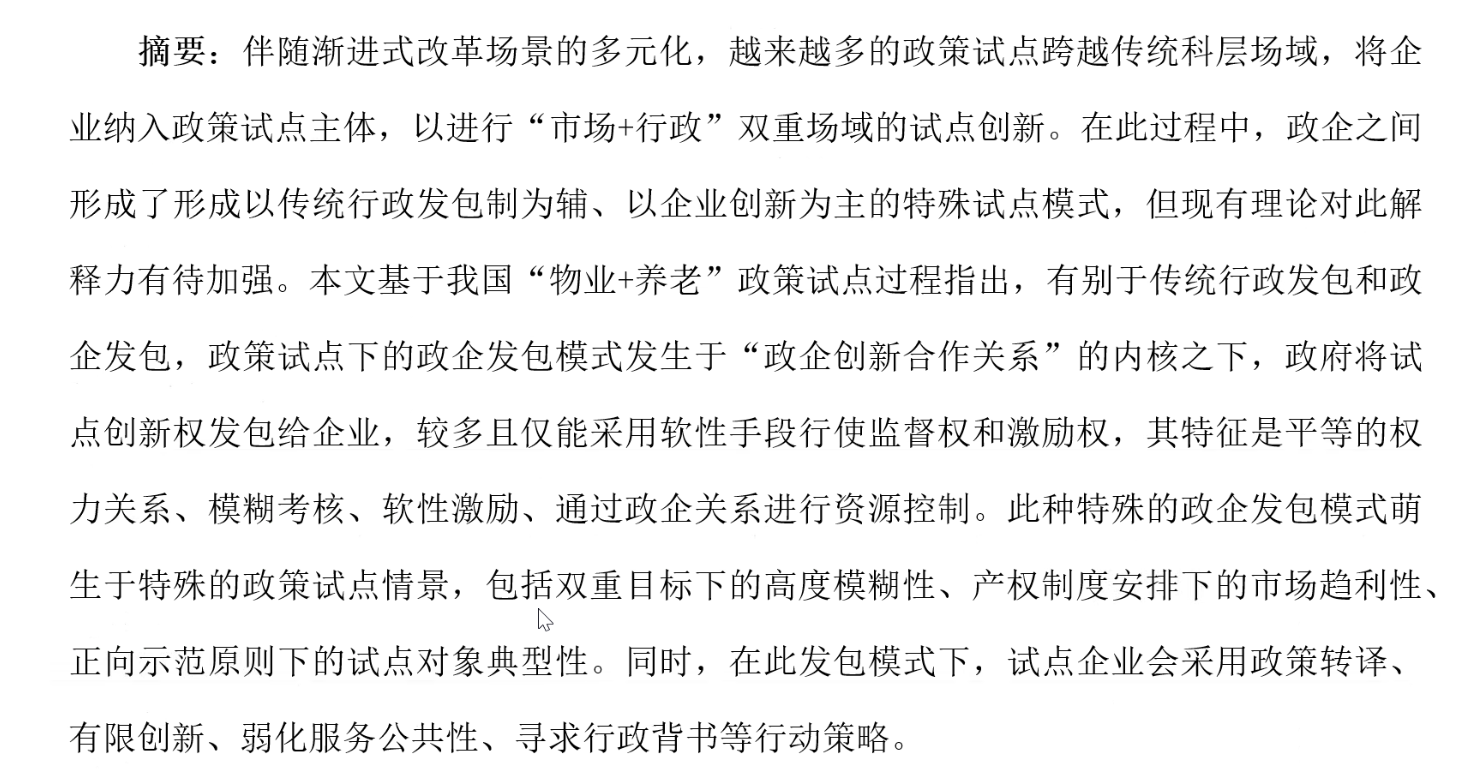 摘要：伴随渐进式改革场景的多元化，越来越多的政策试点跨越传统科层场域，将企
业纳入政策试点主体，以进行“市场+行政”双重场域的试点创新。在此过程中，政企之间
形成了形成以传统行政发包制为辅、以企业创新为主的特殊试点模式，但现有理论对此解
释力有待加强。本文基于我国“物业+养老”政策试点过程指出，有别于传统行政发包和政
企发包，政策试点下的政企发包模式发生于“政企创新合作关系”的内核之下，政府将试
点创新权发包给企业，较多且仅能采用软性手段行使监督权和激励权，其特征是平等的权
力关系、模糊考核、软性激励、通过政企关系进行资源控制。此种特殊的政企发包模式萌
生于特殊的政策试点情景，包括双重目标下的高度模糊性、产权制度安排下的市场趋利性、
正向示范原则下的试点对象典型性。同时，在此发包模式下，试点企业会采用政策转译、
有限创新、弱化服务公共性、寻求行政背书等行动策略。